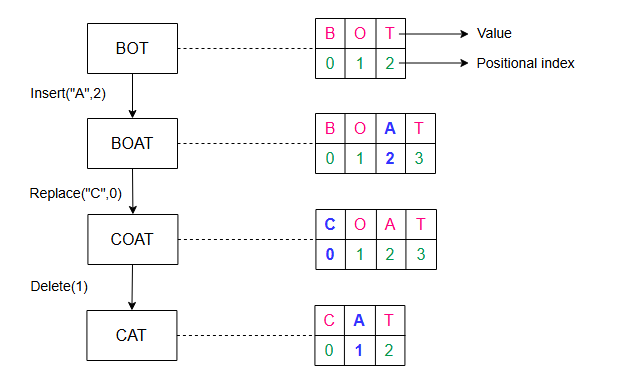 BOT
B O T
Value
0 1 2
Positional index
Insert("A",2)
BOAT
B O A T
0 1 2 3
Replace("C",0)
COAT
C O A T
0 1 2 3
Delete(1)
CAT
C A T
0 1 2